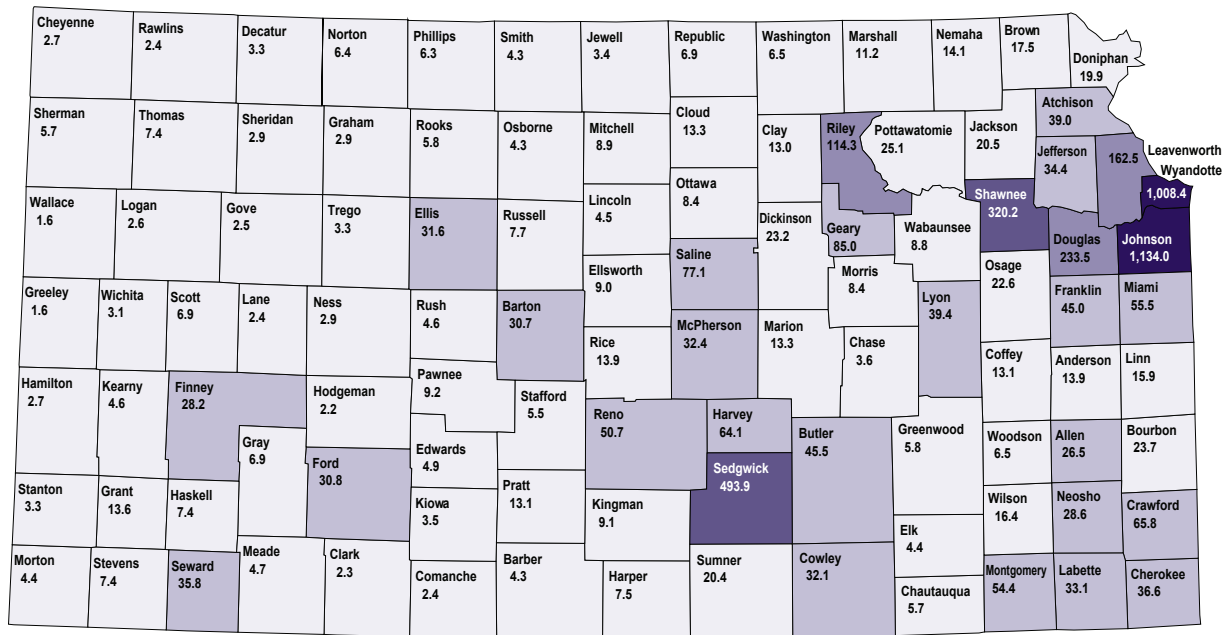 Cheyenne
2.7
Rawlins
2.4
Decatur
3.3
Norton
6.4
Phillips
6.3
Smith
4.3
Jewell
3.4
Republic
6.9
Washington
6.5
Marshall
11.2
Nemaha
14.1
Brown
17.5
Doniphan
19.9
Sherman
5.7
Thomas
7.4
Sheridan
2.9
Graham
2.9
Rooks
5.8
Osborne
4.3
Mitchell
8.9
Cloud
13.3
Clay
13.0
Riley
114.3
Pottawatomie
25.1
Jackson
20.5
Atchison
39.0
Jefferson
34.4
Leavenworth
162.5
Wyandotte
1,008.4
Wallace
1.6
Logan
2.6
Gove
2.5
Trego
3.3
Ellis
31.6
Russell
7.7
Lincoln
4.5
Ottawa
8.4
Saline
77.1
Dickinson
23.2
Geary
85.0
Wabaunsee
8.8
Shawnee
320.2
Douglas
233.5
Johnson
1,134.0
Ellsworth
9.0
Morris
8.4
Osage
22.6
Franklin
45.0
Miami
55.5
Greeley
1.6
Wichita
3.1
Scott
6.9
Lane
2.4
Ness
2.9
Rush
4.6
Barton
30.7
Rice
13.9
McPherson
32.4
Marion
13.3
Chase
3.6
Lyon
39.4
Coffey
13.1
Anderson
13.9
Linn
15.9
Hamilton
2.7
Kearny
4.6
Finney
28.2
Hodgeman
2.2
Pawnee
9.2
Stafford
5.5
Reno
50.7
Harvey
64.1
Butler
45.5
Greenwood
5.8
Woodson
6.5
Allen
26.5
Bourbon
23.7
Gray
6.9
Ford
30.8
Edwards
4.9
Pratt
13.1
Kingman
9.1
Sedgwick
493.9
Stanton
3.3
Grant
13.6
Haskell
7.4
Kiowa
3.5
Wilson
16.4
Neosho
28.6
Crawford
65.8
Morton
4.4
Stevens
7.4
Seward
35.8
Meade
4.7
Clark
2.3
Comanche
2.4
Barber
4.3
Harper
7.5
Sumner
20.4
Cowley
32.1
Elk
4.4
Chautauqua
5.7
Montgomery
54.4
Labette
33.1
Cherokee
36.6